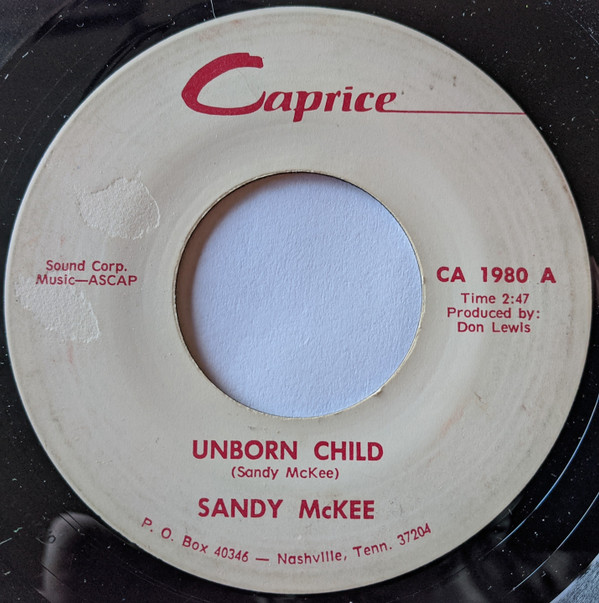 Caprice
Sound Corp.
Music—ASCAP
CA 1980 A
Time 2:47
Produced by:
Don Lewis
UNBORN CHILD
(Sandy McKee)
SANDY McKEE
P. O. Box 40346 — Nashville, Tenn. 37204